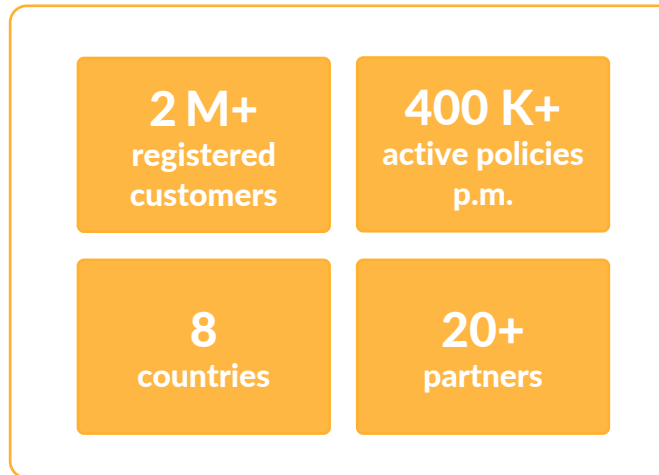 2 M+
registered
customers
400 K+
active policies
p.m.
8
countries
20+
partners